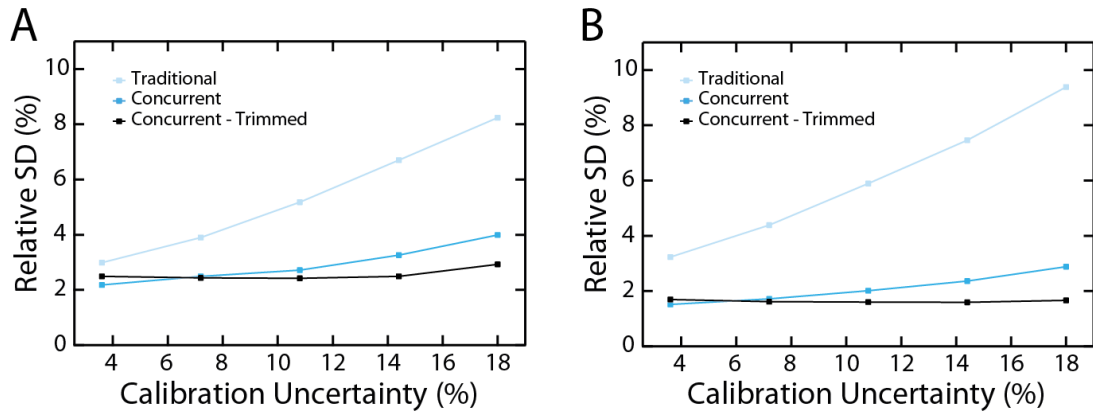 A
Relative SD (%)
10
8
6
4
2
0
Traditional
Concurrent
Concurrent - Trimmed
4 6 8 10 12 14 16 18
Calibration Uncertainty (%)
B
Relative SD (%)
10
8
6
4
2
0
Traditional
Concurrent
Concurrent - Trimmed
4 6 8 10 12 14 16 18
Calibration Uncertainty (%)